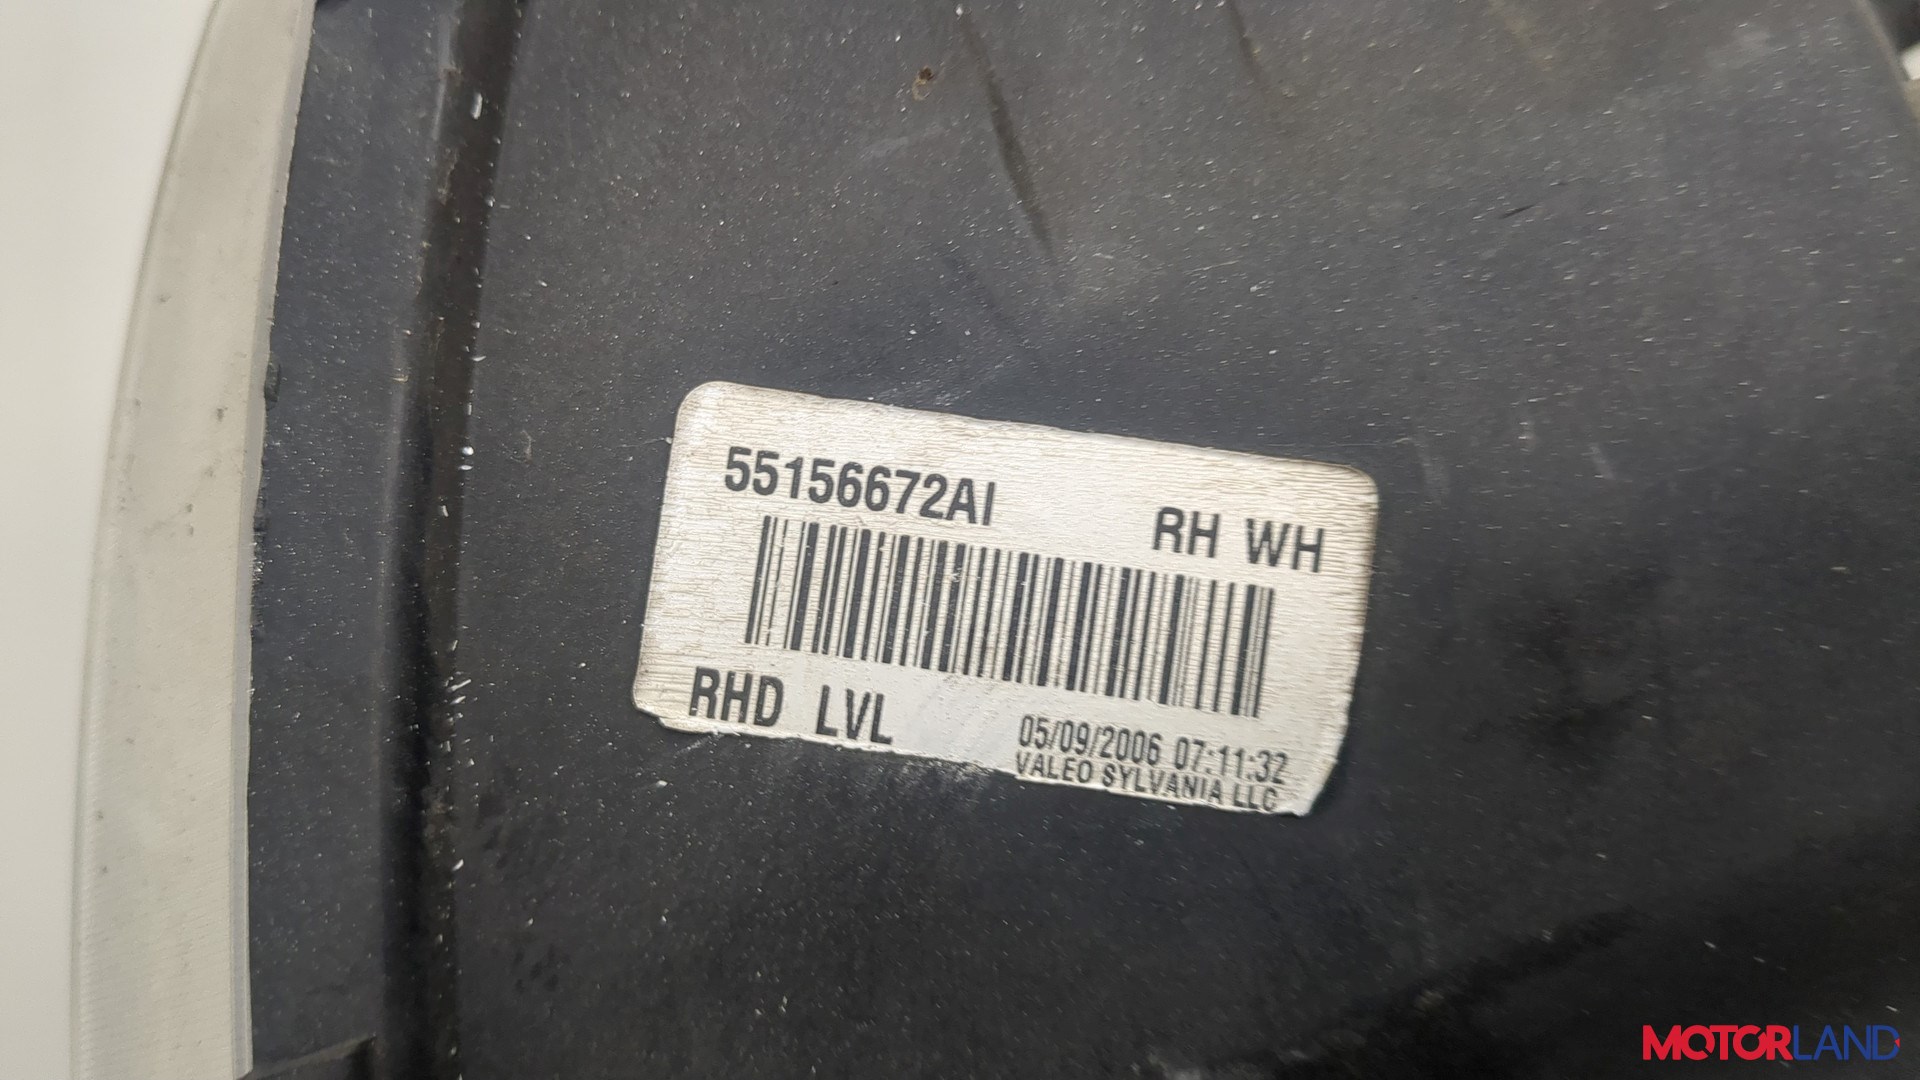 55156672AI
RH WH
RHD LVL
05/09/2006 07:11:32
VALEO SYLVANIA LLC
MOTORLAND